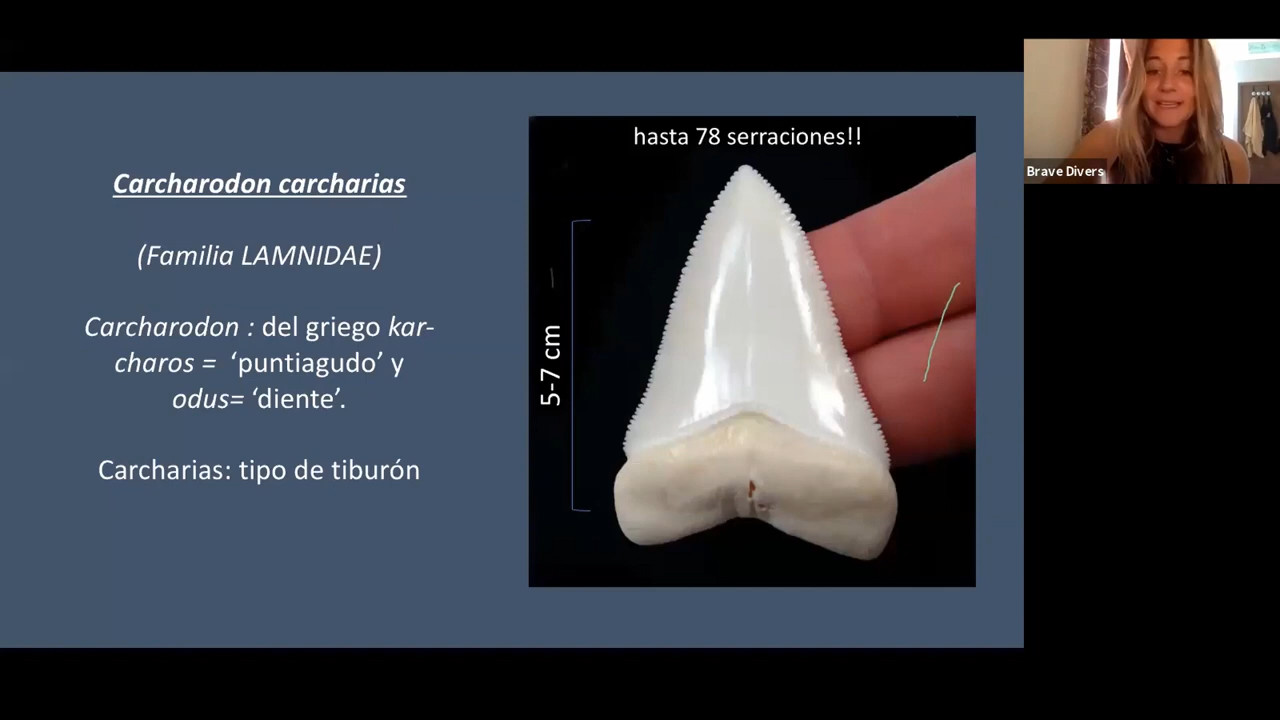 Carcharodon carcharias
(Familia LAMNIDAE)
Carcharodon : del griego kar-
charos = ‘puntiagudo’ y
odus= ‘diente’.
Carcharias: tipo de tiburón
hasta 78 serraciones!!
5-7 cm
Brave Divers